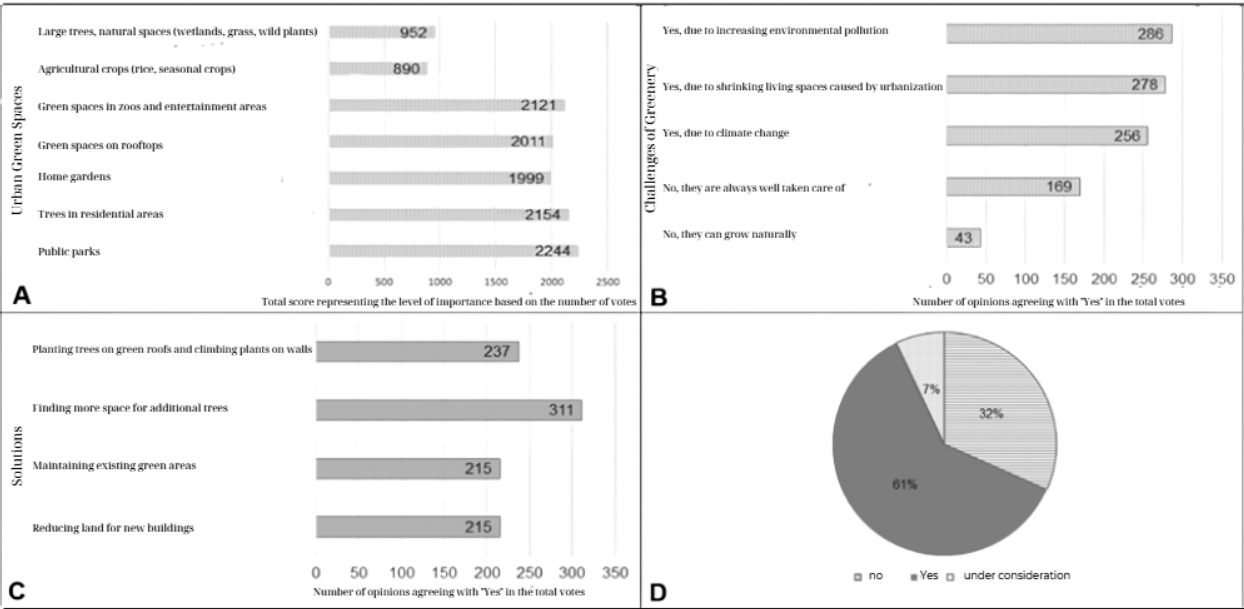 Urban Green Spaces
Large trees, natural spaces (wetlands, grass, wild plants) 952
Agricultural crops (rice, seasonal crops) 890
Green spaces in zoos and entertainment areas 2121
Green spaces on rooftops 2011
Home gardens 1999
Trees in residential areas 2154
Public parks 2244
0 500 1000 1500 2000 2500
Total score representing the level of importance based on the number of votes
A
Challenges of Greenery
Yes, due to increasing environmental pollution 286
Yes, due to shrinking living spaces caused by urbanization 278
Yes, due to climate change 256
No, they are always well taken care of 169
No, they can grow naturally 43
0 50 100 150 200 250 300 350
Number of opinions agreeing with "Yes" in the total votes
B
Solutions
Planting trees on green roofs and climbing plants on walls 237
Finding more space for additional trees 311
Maintaining existing green areas 215
Reducing land for new buildings 215
0 50 100 150 200 250 300 350
Number of opinions agreeing with "Yes" in the total votes
C
7%
32%
61%
no Yes under consideration
D